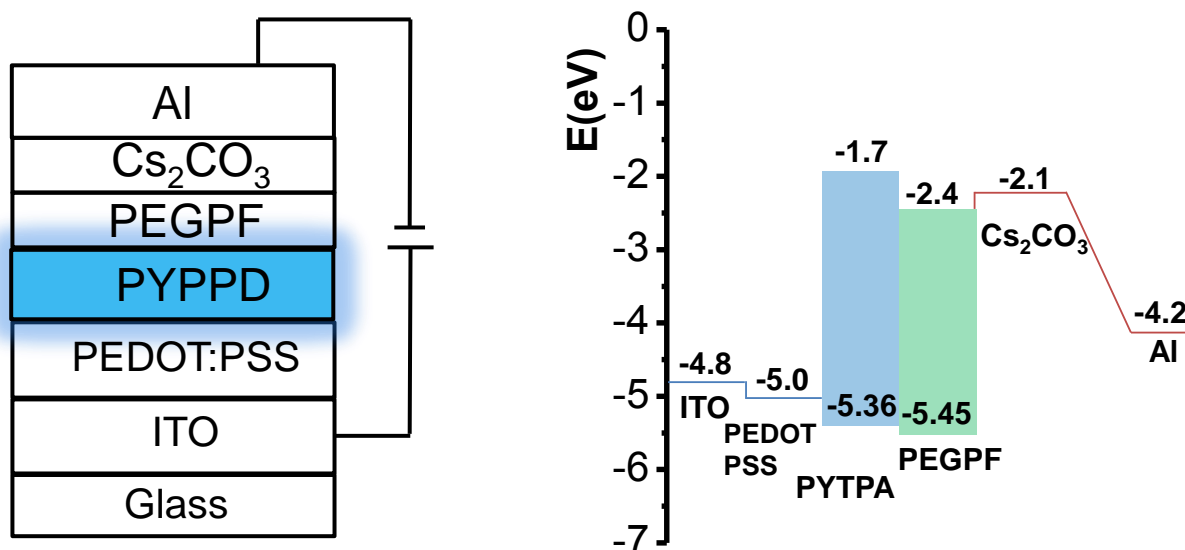 Al
Cs₂CO₃
PEGPF
PYPPD
PEDOT:PSS
ITO
Glass
E(eV)
0
-1
-2
-3
-4
-5
-6
-7
-4.8
ITO
-5.0
PEDOT
PSS
-1.7
-5.36
PYTPA
-2.4
-5.45
PEGPF
-2.1
Cs₂CO₃
-4.2
Al